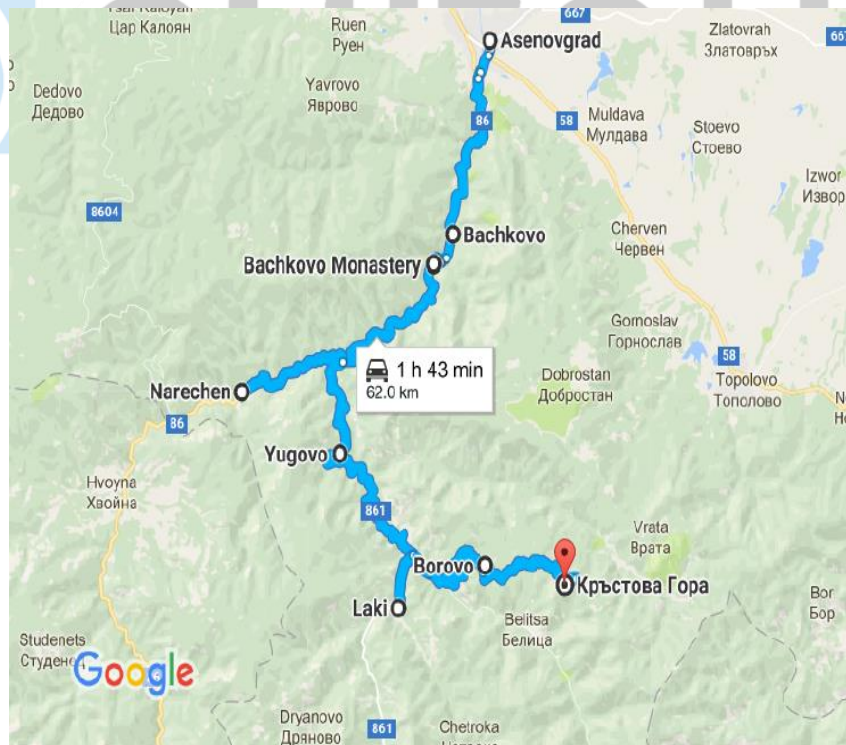 667
Цар Калоян
Ruen
Руен
Zlatovrah
Златовръх
Asenovgrad
Dedovo
Дедово
Yavrovo
Яврово
86
58
Muldava
Мулдава
Stoevo
Стоево
Izwor
Извор
8604
Bachkovo
Cherven
Червен
Bachkovo Monastery
Gornoslav
Горнослав
58
1 h 43 min
62.0 km
Dobrostan
Добростан
Topolovo
Тополово
Narechen
86
Yugovo
Hvoyna
Хвойна
861
Vrata
Врата
Borovo
Кръстова Гора
Laki
Belitsa
Белица
Bor
Бор
Studenets
Google
Dryanovo
Дряново
861
Chetroka